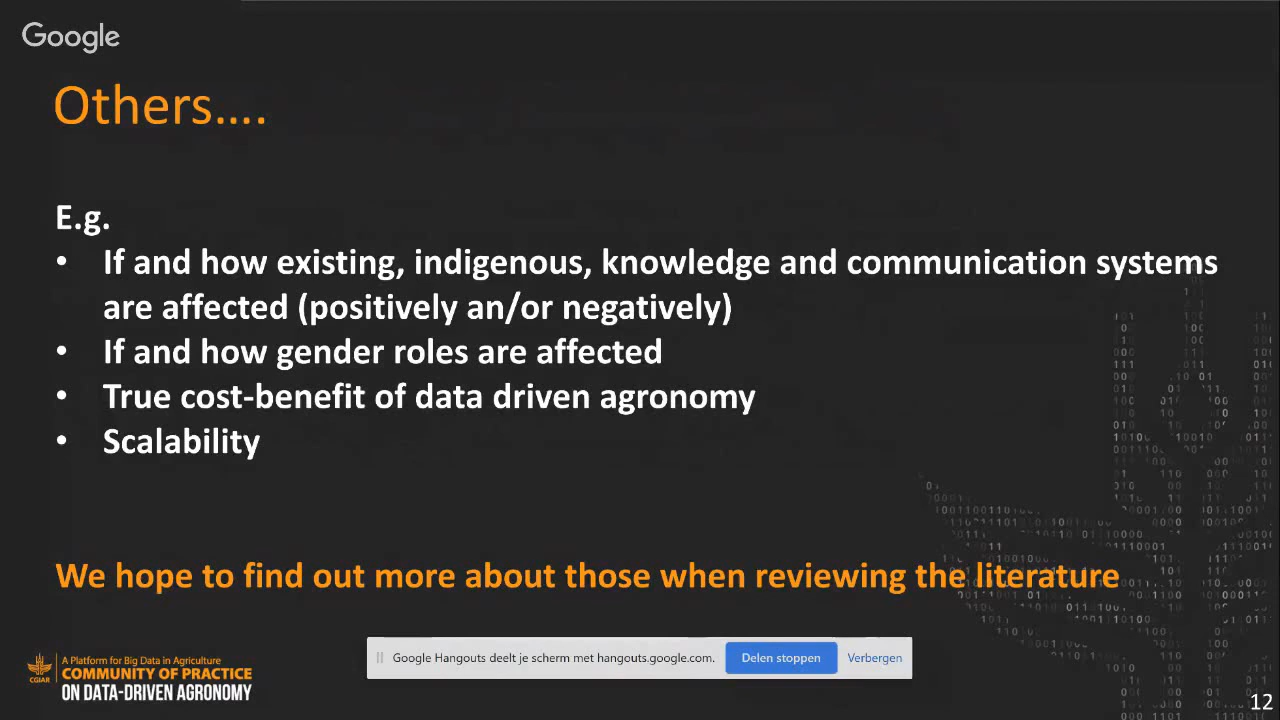 Google
Others….
E.g.
• If and how existing, indigenous, knowledge and communication systems
are affected (positively an/or negatively)
• If and how gender roles are affected
• True cost-benefit of data driven agronomy
• Scalability
We hope to find out more about those when reviewing the literature
CGIAR
A Platform for Big Data in Agriculture
COMMUNITY OF PRACTICE
ON DATA-DRIVEN AGRONOMY
Google Hangouts deelt je scherm met hangouts.google.com.
Delen stoppen
Verbergen
12